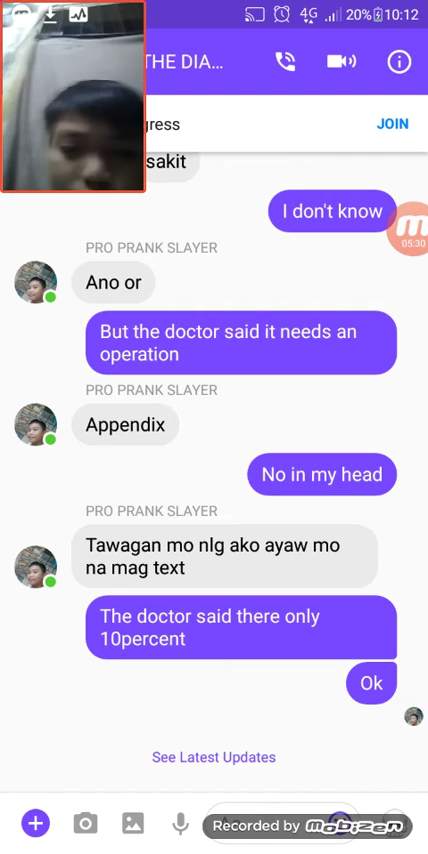 4G 20% 10:12
THE DIA...
gress JOIN
sakit
I don't know
05:30
PRO PRANK SLAYER
Ano or
But the doctor said it needs an
operation
PRO PRANK SLAYER
Appendix
No in my head
PRO PRANK SLAYER
Tawagan mo nlg ako ayaw mo
na mag text
The doctor said there only
10percent
Ok
See Latest Updates
Recorded by mobizen